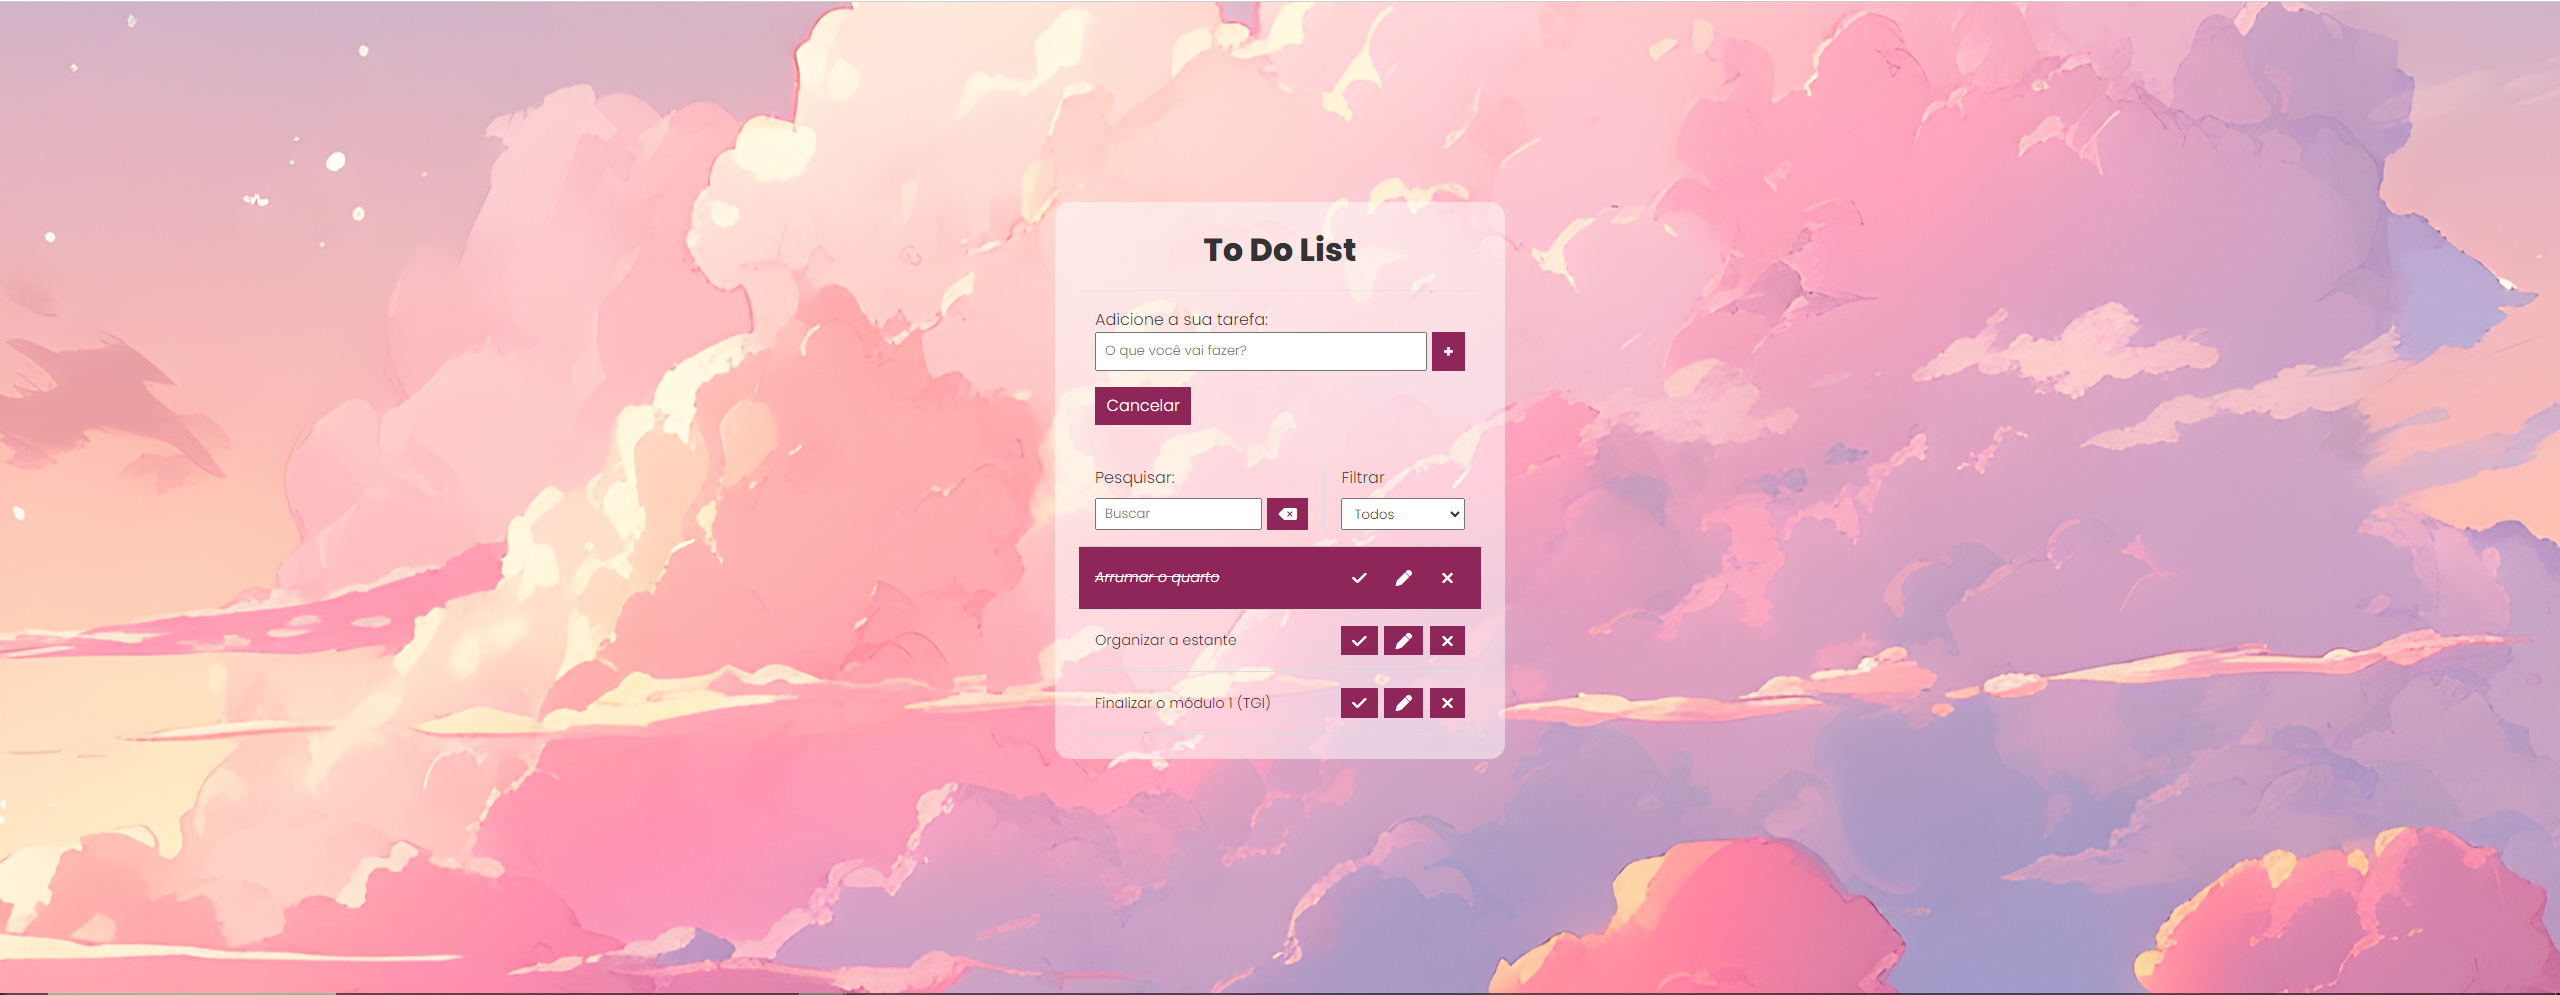 To Do List
Adicione a sua tarefa:
O que você vai fazer?
+
Cancelar
Pesquisar:
Filtrar
Buscar
Todos
Arrumar o quarto
Organizar a estante
Finalizar o módulo 1 (TGI)